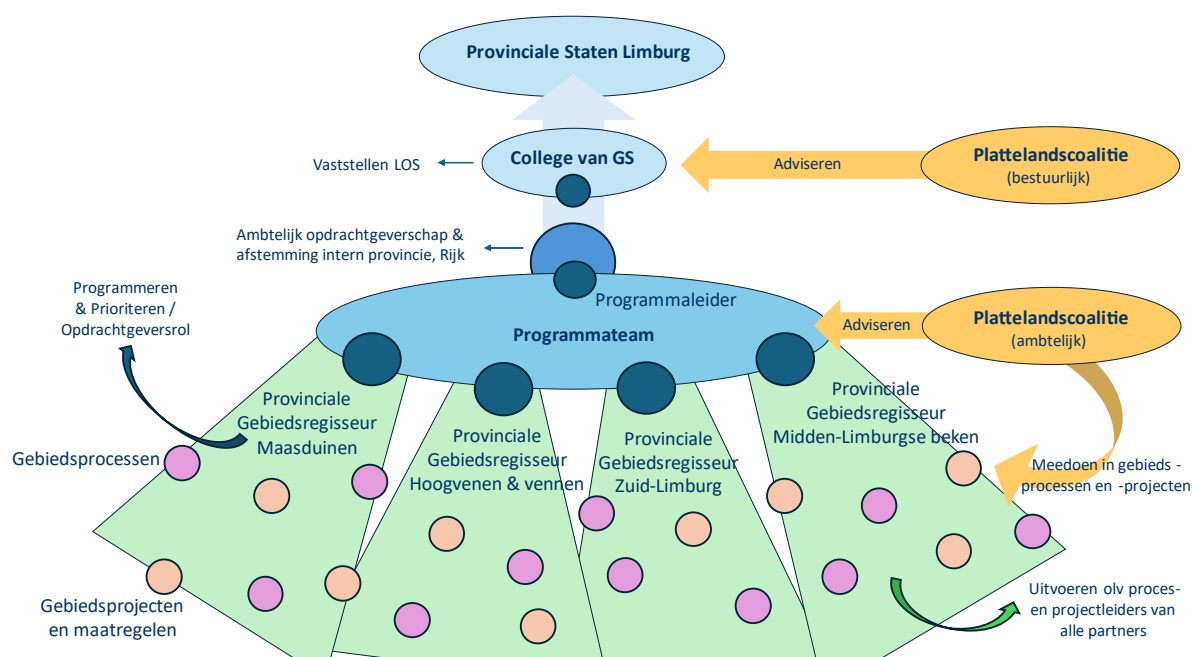 Provinciale Staten Limburg
College van GS
Vaststellen LOS
Adviseren
Plattelandscoalitie
(bestuurlijk)
Ambtelijk opdrachtgeverschap &
afstemming intern provincie, Rijk
Programmeren
& Prioriteren /
Opdrachtgeversrol
Programmaleider
Programmateam
Adviseren
Plattelandscoalitie
(ambtelijk)
Provinciale
Gebiedsregisseur
Maasduinen
Provinciale
Gebiedsregisseur
Hoogvenen & vennen
Provinciale
Gebiedsregisseur
Zuid-Limburg
Provinciale
Gebiedsregisseur
Midden-Limburgse beken
Gebiedsprocessen
Meedoen in gebieds -
processen en -projecten
Gebiedsprojecten
en maatregelen
Uitvoeren olv proces-
en projectleiders van
alle partners